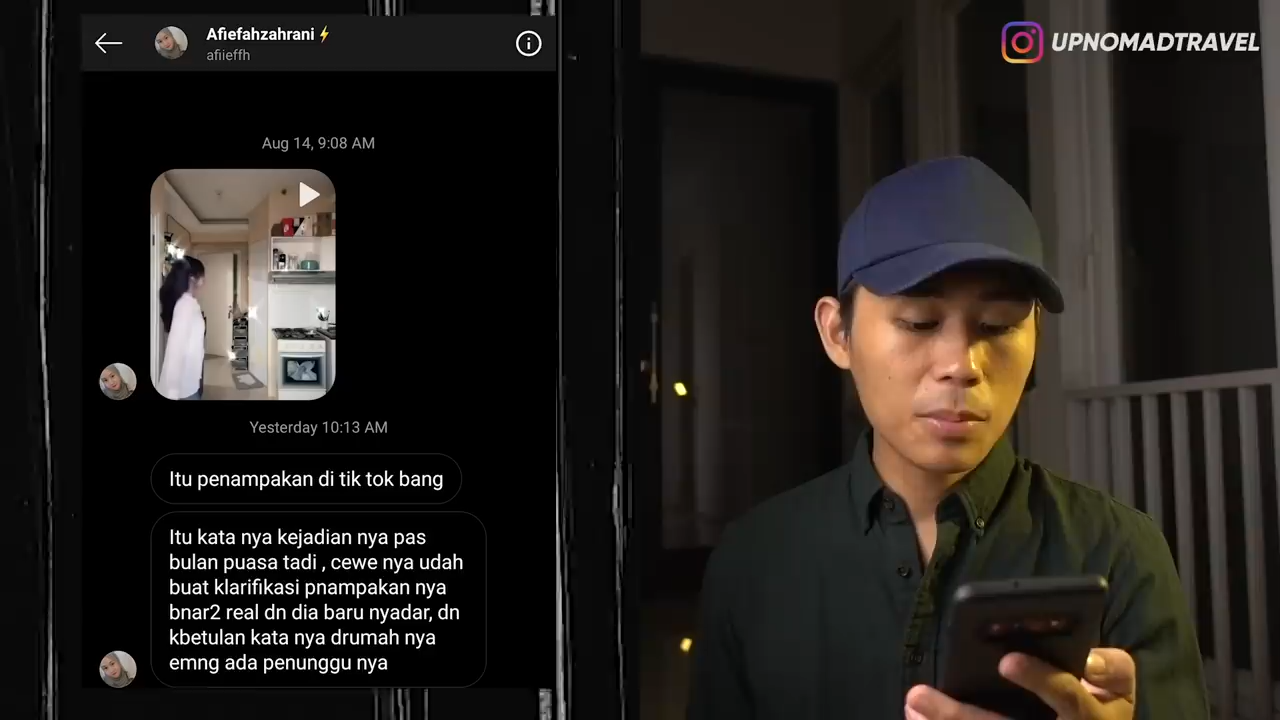 Afiefahzahrani⚡
afiieffh
UPNOMADTRAVEL
Aug 14, 9:08 AM
Yesterday 10:13 AM
Itu penampakan di tik tok bang
Itu kata nya kejadian nya pas
bulan puasa tadi , cewe nya udah
buat klarifikasi pnampakan nya
bnar2 real dn dia baru nyadar, dn
kbetulan kata nya drumah nya
emng ada penunggu nya